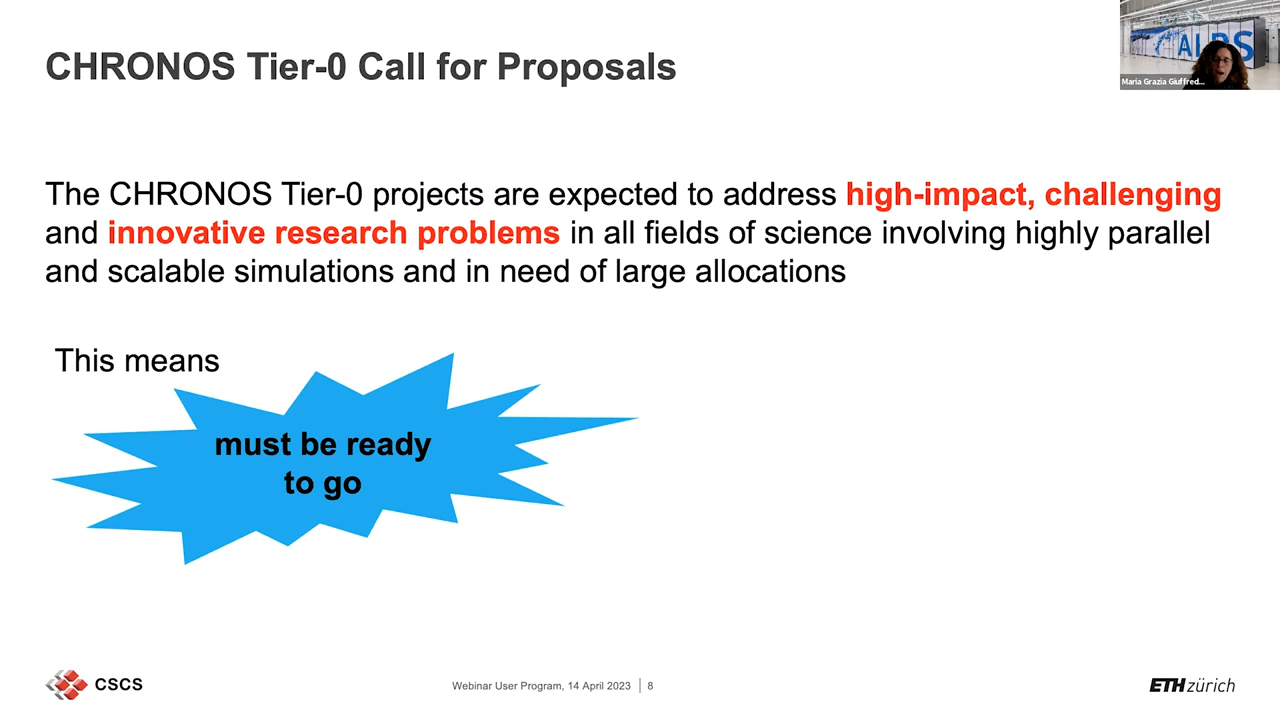 CHRONOS Tier-0 Call for Proposals
ALPS
Maria Grazia Giuffred...
The CHRONOS Tier-0 projects are expected to address high-impact, challenging
and innovative research problems in all fields of science involving highly parallel
and scalable simulations and in need of large allocations
This means
must be ready
to go
CSCS
Webinar User Program, 14 April 2023 | 8
ETH zürich